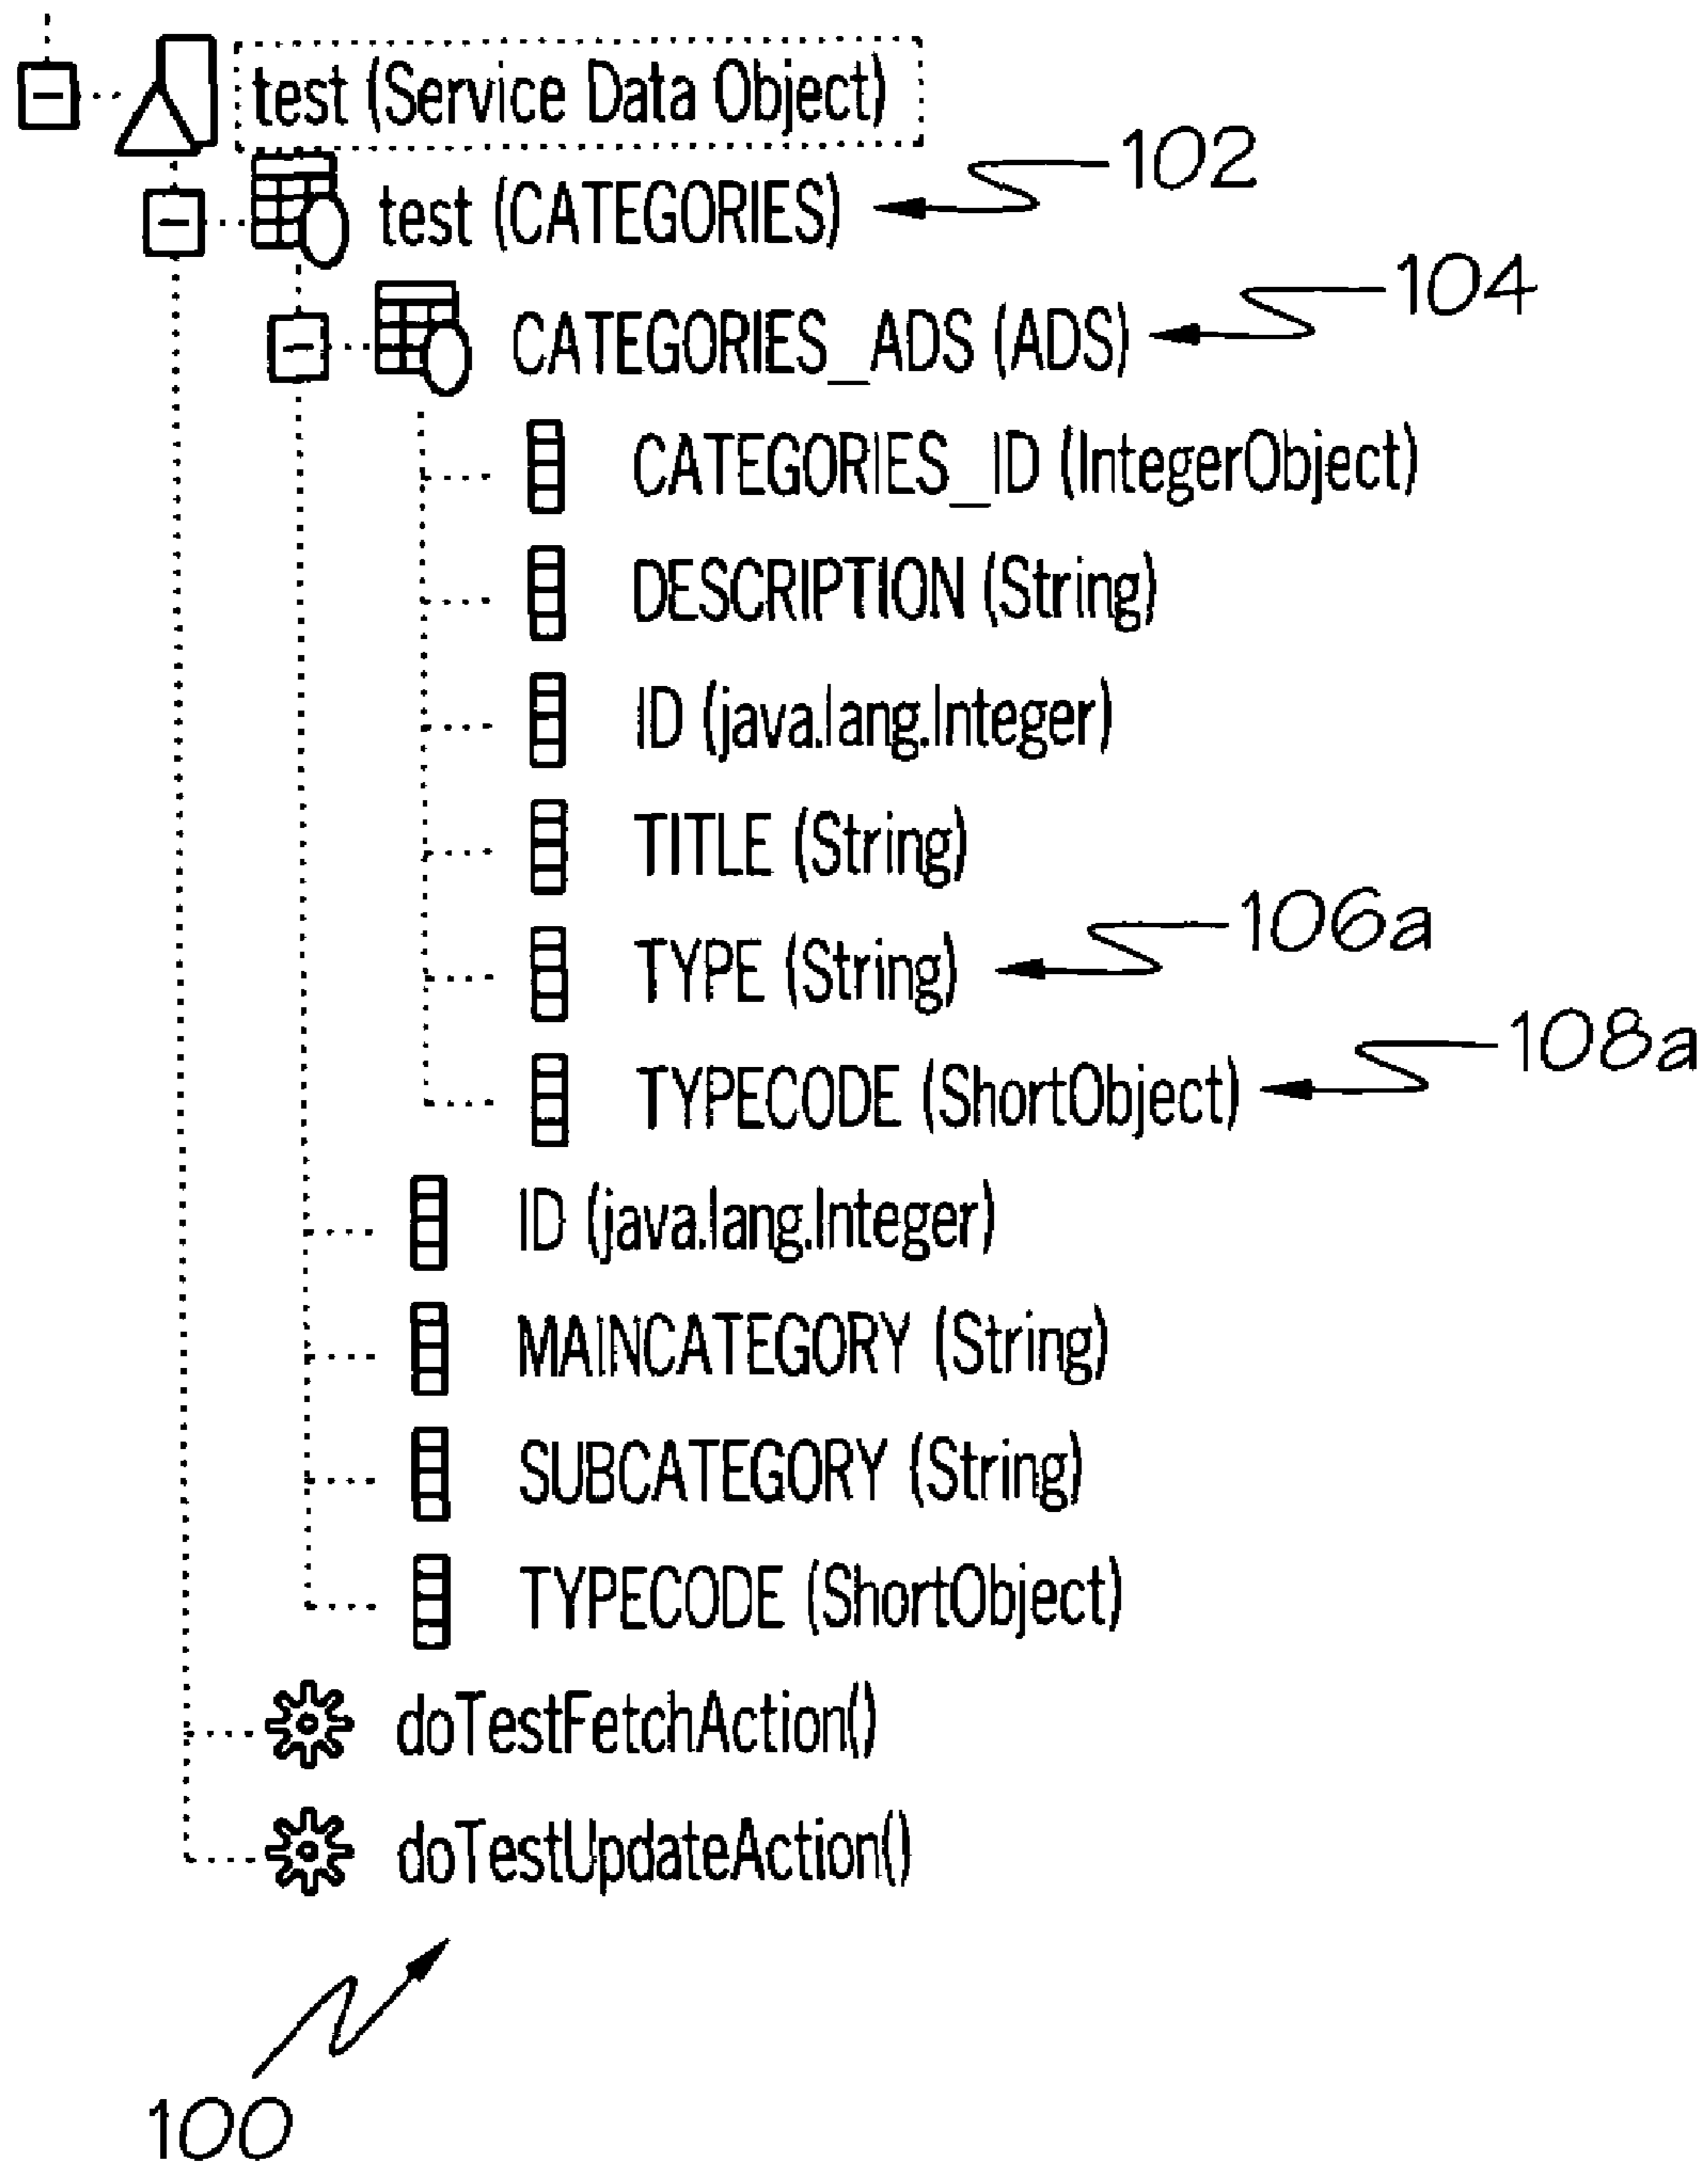 test (Service Data Object)
test (CATEGORIES) 102
CATEGORIES_ADS (ADS) 104
CATEGORIES_ID (IntegerObject)
DESCRIPTION (String)
ID (java.lang.Integer)
TITLE (String)
TYPE (String) 106a
TYPECODE (ShortObject) 108a
ID (java.lang.Integer)
MAINCATEGORY (String)
SUBCATEGORY (String)
TYPECODE (ShortObject)
doTestFetchAction()
doTestUpdateAction()
100